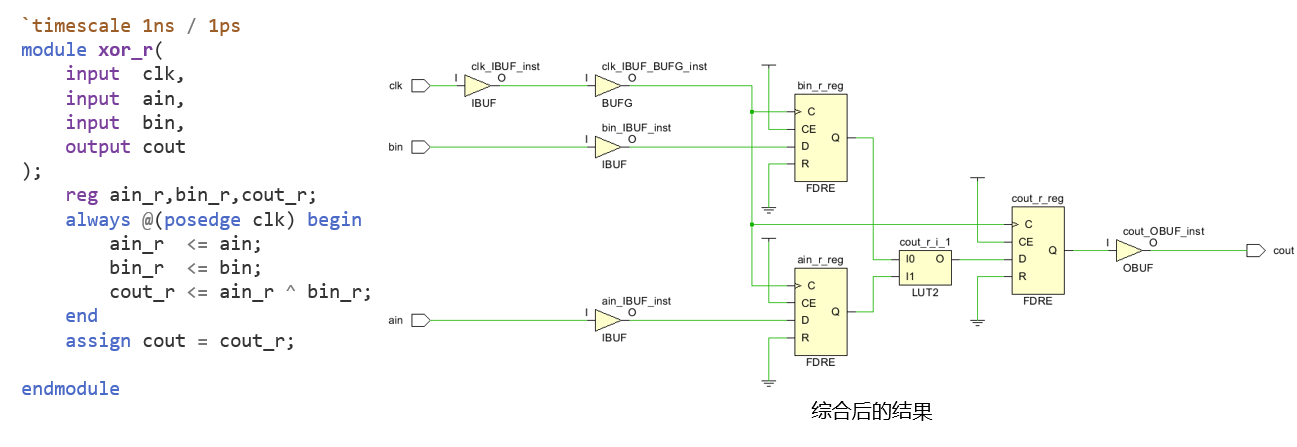 `timescale 1ns / 1ps
module xor_r(
    input  clk,
    input  ain,
    input  bin,
    output cout
);
    reg ain_r,bin_r,cout_r;
    always @(posedge clk) begin
        ain_r  <= ain;
        bin_r  <= bin;
        cout_r <= ain_r ^ bin_r;
    end
    assign cout = cout_r;
endmodule
clk
clk_IBUF_inst
I O
IBUF
clk_IBUF_BUFG_inst
I O
BUFG
bin
bin_IBUF_inst
I O
IBUF
bin_r_reg
C
CE
D
R
Q
FDRE
ain
ain_IBUF_inst
I O
IBUF
ain_r_reg
C
CE
D
R
Q
FDRE
cout_r_i_1
I0 O
I1
LUT2
cout_r_reg
C
CE
D
R
Q
FDRE
cout_OBUF_inst
I O
OBUF
cout
综合后的结果